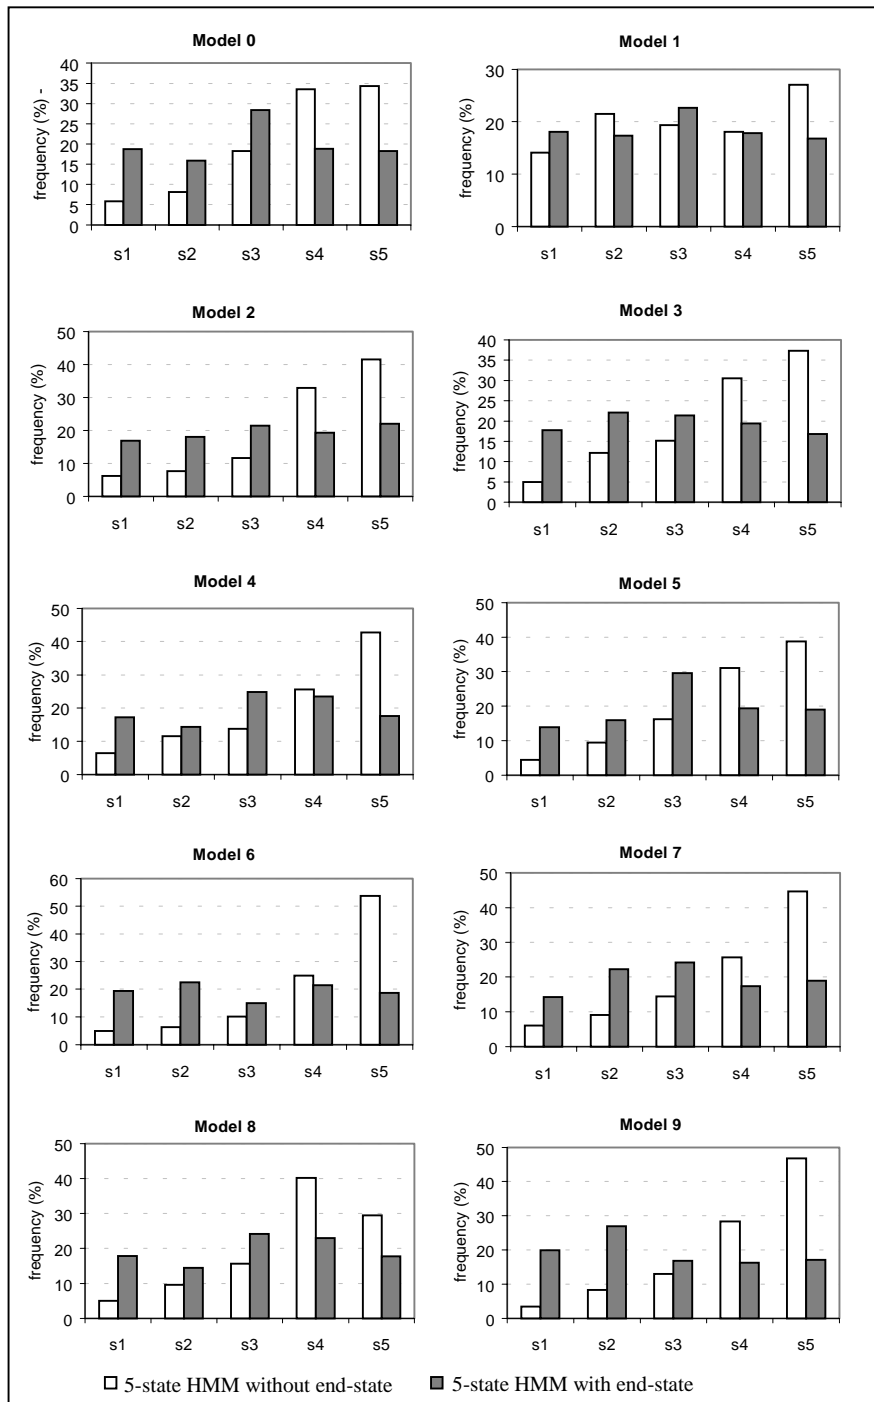 Model 0
frequency (%) -
40
35
30
25
20
15
10
5
0
s1 s2 s3 s4 s5
Model 1
30
20
10
0
s1 s2 s3 s4 s5
Model 2
frequency (%)
50
40
30
20
10
0
s1 s2 s3 s4 s5
Model 3
frequency (%)
40
35
30
25
20
15
10
5
0
s1 s2 s3 s4 s5
Model 4
frequency (%)
50
40
30
20
10
0
s1 s2 s3 s4 s5
Model 5
frequency (%)
50
40
30
20
10
0
s1 s2 s3 s4 s5
Model 6
frequency (%)
60
50
40
30
20
10
0
s1 s2 s3 s4 s5
Model 7
frequency (%)
50
40
30
20
10
0
s1 s2 s3 s4 s5
Model 8
frequency (%)
50
40
30
20
10
0
s1 s2 s3 s4 s5
Model 9
frequency (%)
50
40
30
20
10
0
s1 s2 s3 s4 s5
5-state HMM without end-state 5-state HMM with end-state